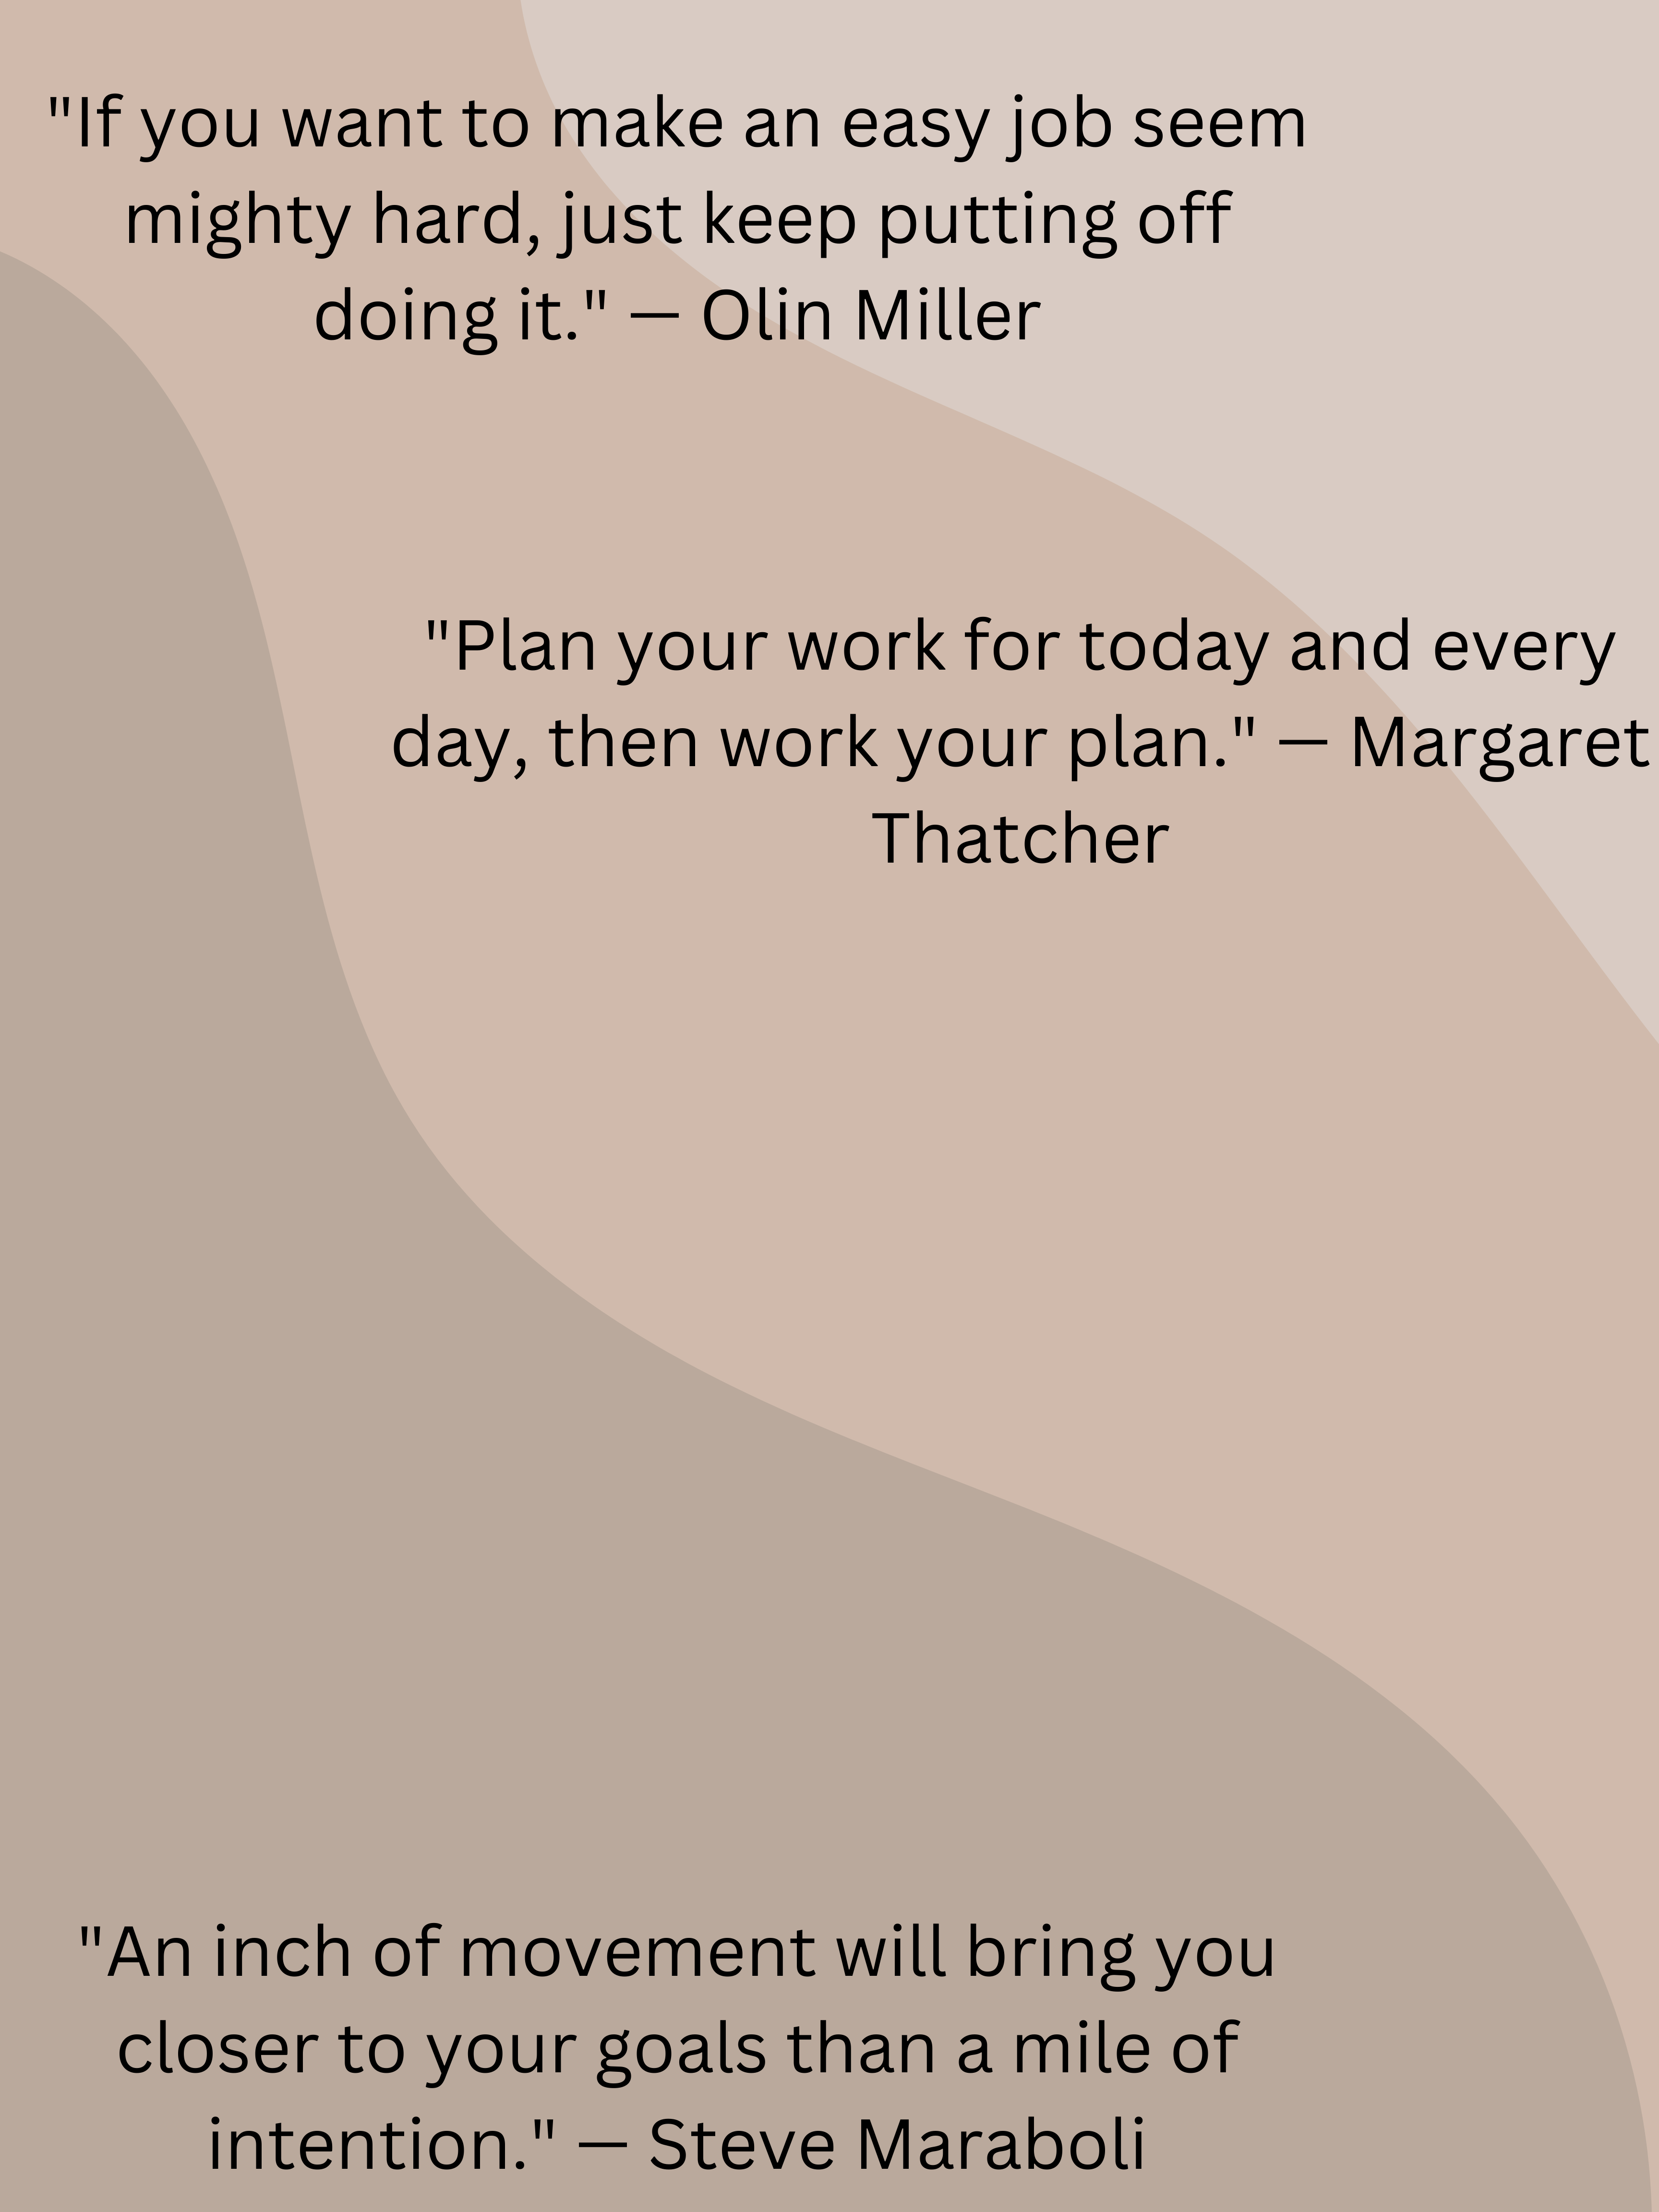 "If you want to make an easy job seem
mighty hard, just keep putting off
doing it." — Olin Miller
"Plan your work for today and every
day, then work your plan." — Margaret
Thatcher
"An inch of movement will bring you
closer to your goals than a mile of
intention." — Steve Maraboli